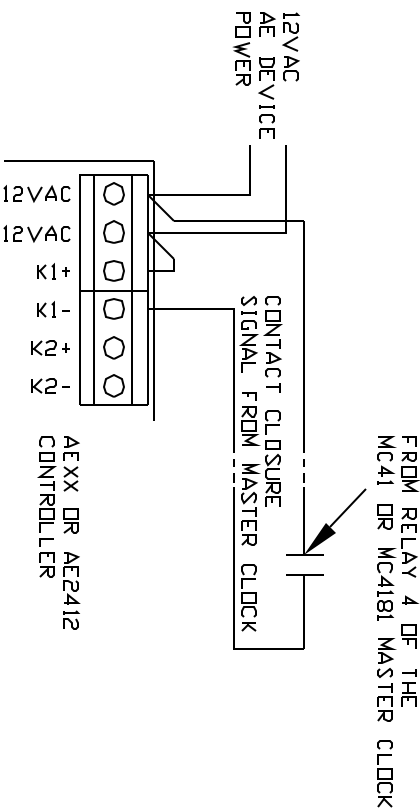 12VAC
AE DEVICE
POWER
12VAC
12VAC
K1+
K1-
K2+
K2-
CONTACT CLOSURE
SIGNAL FROM MASTER CLOCK
FROM RELAY 4 OF THE
MC41 OR MC4181 MASTER CLOCK
AEXX OR AE2412
CONTROLLER